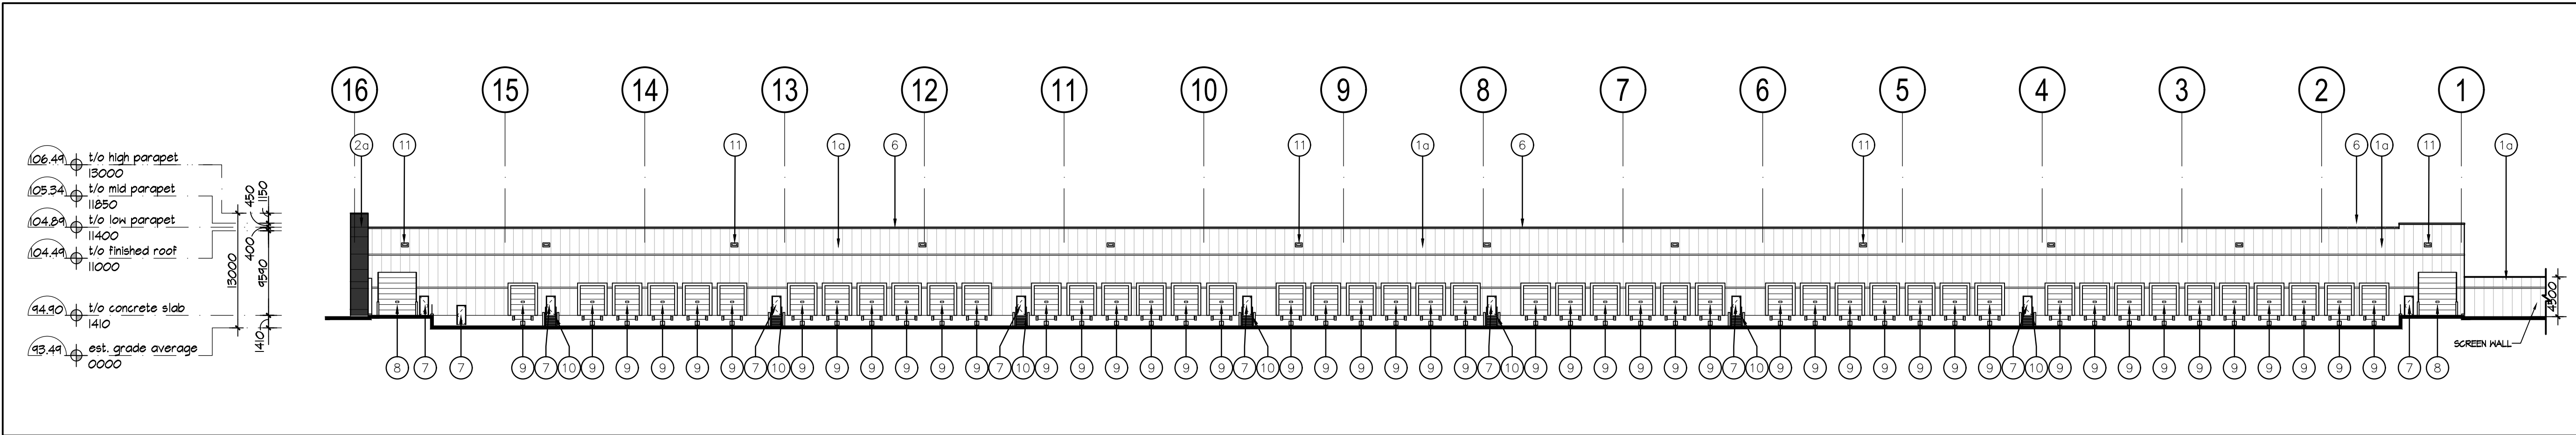 16 15 14 13 12 11 10 9 8 7 6 5 4 3 2 1
2a 11 11 1a 6 11 1a 6 11 6 1a 11 1a
106.49 t/o high parapet
13000
105.34 t/o mid parapet
11850
104.89 t/o low parapet
11400
104.49 t/o finished roof
11000
94.90 t/o concrete slab
1410
93.49 est. grade average
0000
13000
450
1150
400
9590
1410
4500
SCREEN WALL
8 7 7 9 7 10 9 9 9 9 9 7 10 9 9 9 9 9 9 7 10 9 9 9 9 9 9 7 10 9 9 9 9 9 9 7 10 9 9 9 9 9 9 7 10 9 9 9 9 9 9 9 7 10 9 9 9 9 9 9 9 9 9 9 7 8